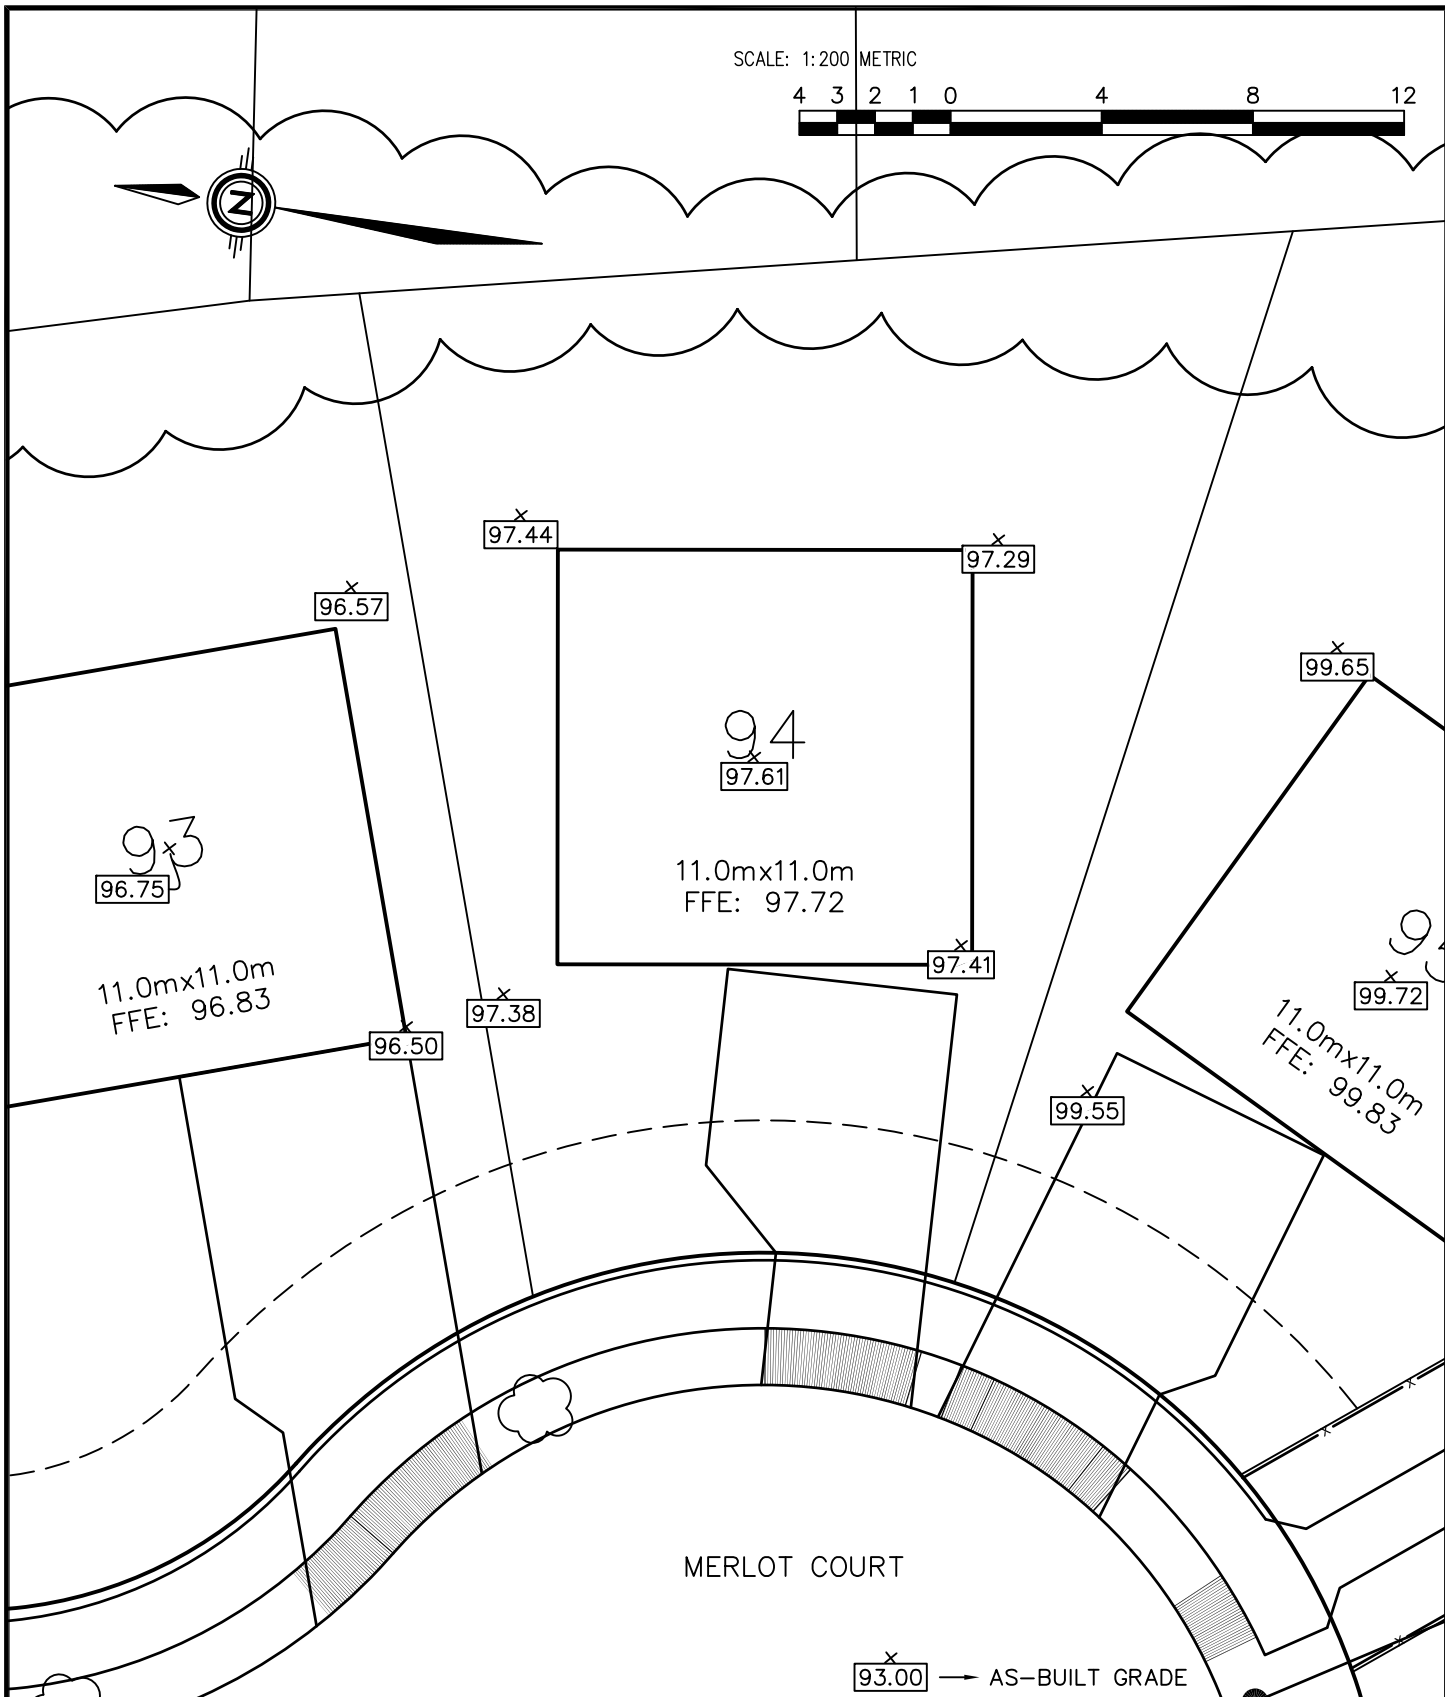 SCALE: 1:200 METRIC
4 3 2 1 0 4 8 12
N
97.44
97.29
96.57
99.65
94
97.61
93
96.75
11.0mx11.0m
FFE: 97.72
97.41
95
99.72
11.0mx11.0m
FFE: 96.83
97.38
96.50
11.0mx11.0m
FFE: 99.83
99.55
x
x
MERLOT COURT
x
93.00 AS-BUILT GRADE